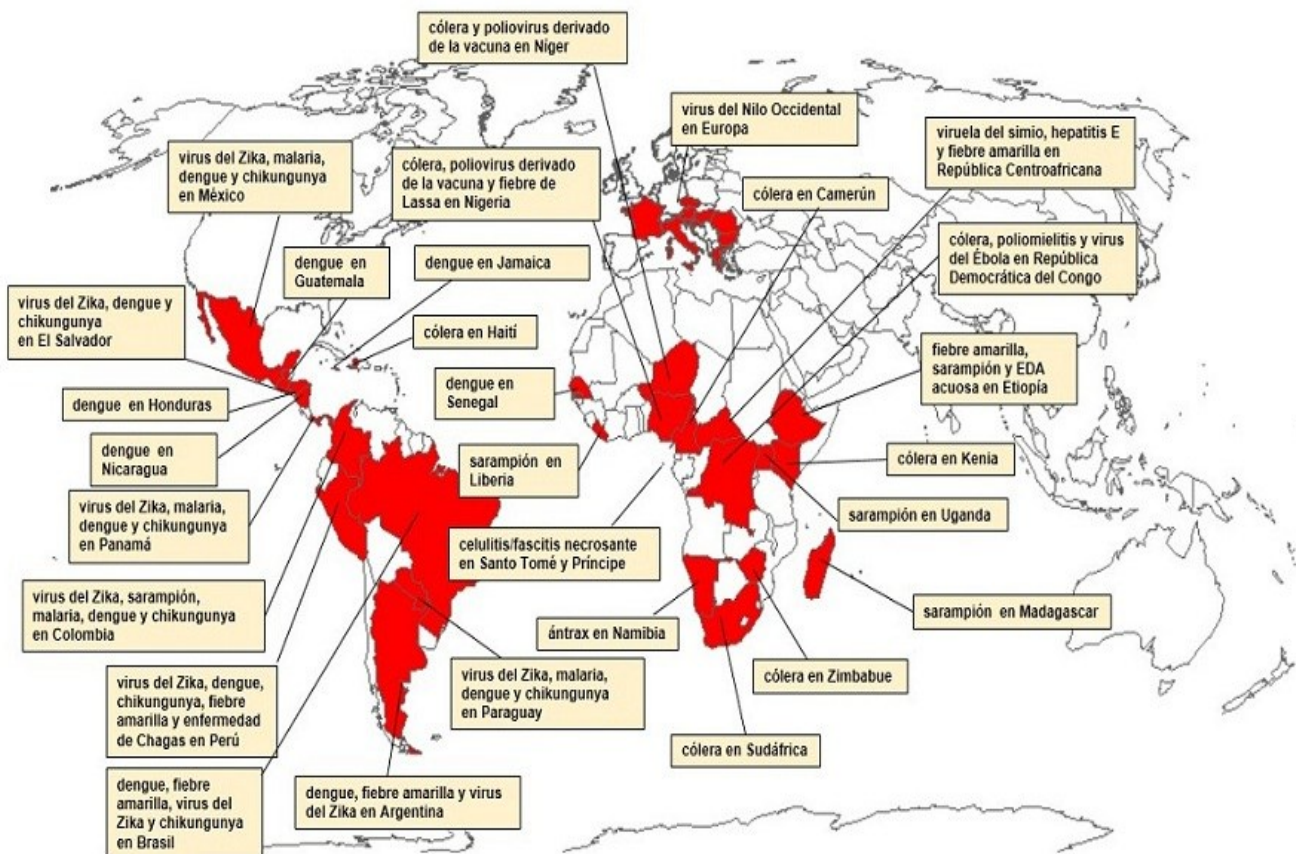 cólera y poliovirus derivado
de la vacuna en Níger
virus del Nilo Occidental
en Europa
viruela del simio, hepatitis E
y fiebre amarilla en
República Centroafricana
virus del Zika, malaria,
dengue y chikungunya
en México
cólera, poliovirus derivado
de la vacuna y fiebre de
Lassa en Nigeria
cólera en Camerún
cólera, poliomielitis y virus
del Ébola en República
Democrática del Congo
dengue en
Guatemala
dengue en Jamaica
virus del Zika, dengue y
chikungunya
en El Salvador
cólera en Haití
fiebre amarilla,
sarampión y EDA
acuosa en Etiopía
dengue en
Senegal
dengue en Honduras
dengue en
Nicaragua
sarampión en
Liberia
cólera en Kenia
virus del Zika, malaria,
dengue y chikungunya
en Panamá
sarampión en Uganda
celulitis/fascitis necrosante
en Santo Tomé y Príncipe
virus del Zika, sarampión,
malaria, dengue y chikungunya
en Colombia
sarampión en Madagascar
ántrax en Namibia
virus del Zika, dengue,
chikungunya, fiebre
amarilla y enfermedad
de Chagas en Perú
virus del Zika, malaria,
dengue y chikungunya
en Paraguay
cólera en Zimbabue
cólera en Sudáfrica
dengue, fiebre
amarilla, virus del
Zika y chikungunya
en Brasil
dengue, fiebre amarilla y virus
del Zika en Argentina